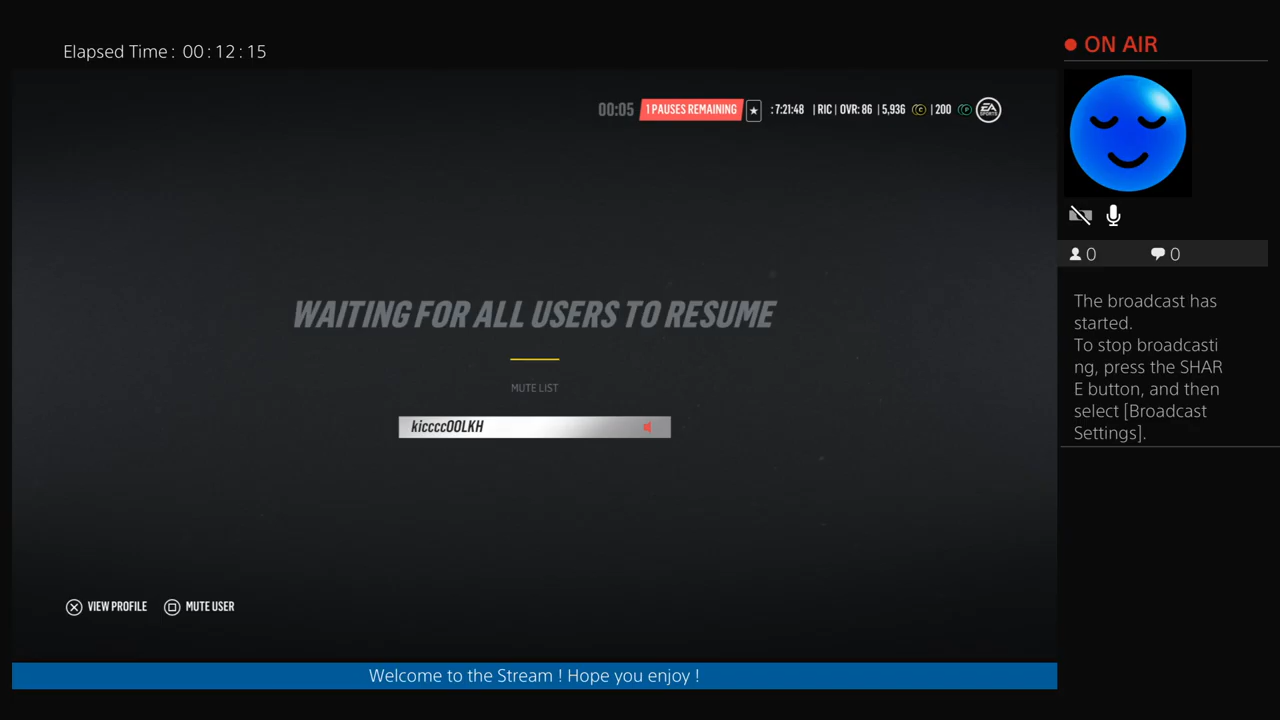 Elapsed Time: 00:12:15
ON AIR
00:05 1 PAUSES REMAINING :7:21:48 | RIC | OVR: 86 | 5,936 C | 200 CP EA SPORTS
0 0
The broadcast has
started.
To stop broadcasti
ng, press the SHAR
E button, and then
select [Broadcast
Settings].
WAITING FOR ALL USERS TO RESUME
MUTE LIST
kicccc00LKH
VIEW PROFILE MUTE USER
Welcome to the Stream ! Hope you enjoy !